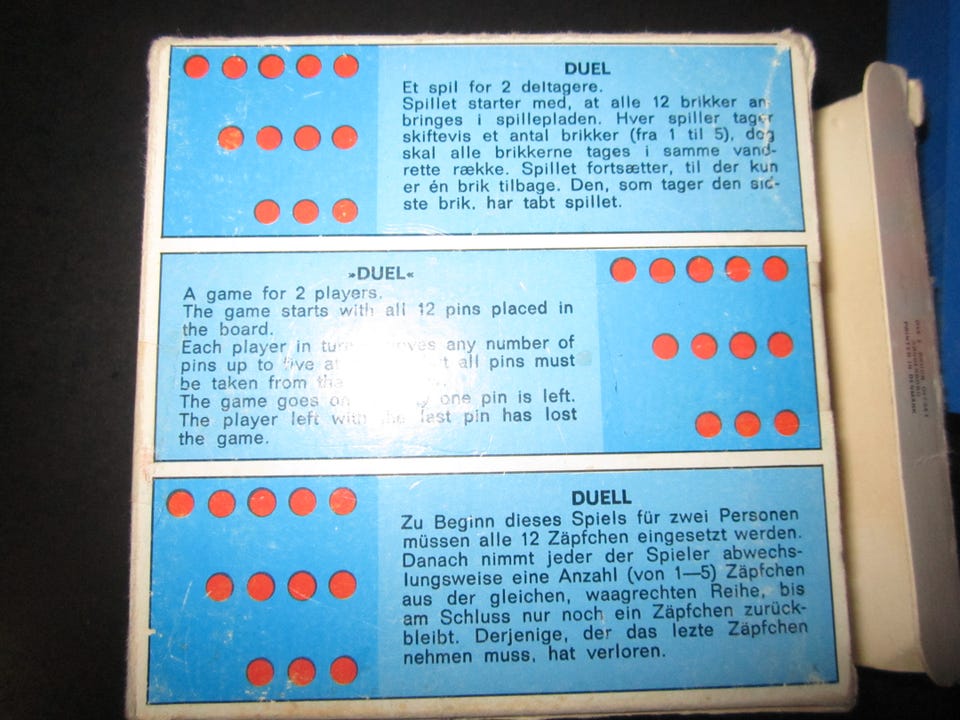 DUEL
Et spil for 2 deltagere.
Spillet starter med, at alle 12 brikker an-
bringes i spillepladen. Hver spiller tager
skiftevis et antal brikker (fra 1 til 5), dog
skal alle brikkerne tages i samme vand-
rette række. Spillet fortsætter, til der kun
er én brik tilbage. Den, som tager den sid-
ste brik, har tabt spillet.
»DUEL«
A game for 2 players.
The game starts with all 12 pins placed in
the board.
Each player in turn any number of
pins up to five at all pins must
be taken from the
The game goes on one pin is left.
The player left with the last pin has lost
the game.
DUELL
Zu Beginn dieses Spiels für zwei Personen
müssen alle 12 Zäpfchen eingesetzt werden.
Danach nimmt jeder der Spieler abwechs-
lungsweise eine Anzahl (von 1—5) Zäpfchen
aus der gleichen, waagrechten Reihe, bis
am Schluss nur noch ein Zäpfchen zurück-
bleibt. Derjenige, der das lezte Zäpfchen
nehmen muss, hat verloren.
PRINTED IN DENMARK